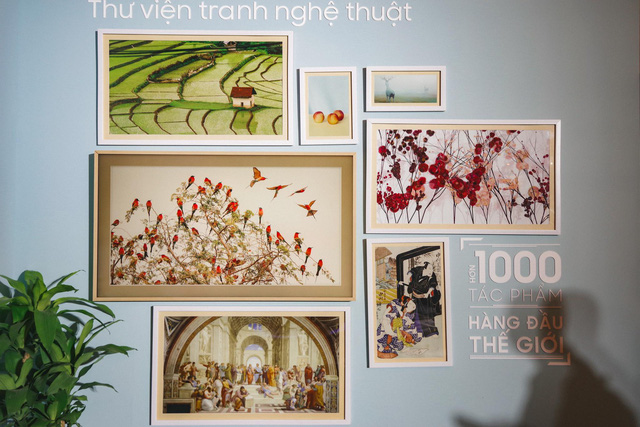 Thư viện tranh nghệ thuật
HƠN 1000
TÁC PHẨM
HÀNG ĐẦU
THẾ GIỚI